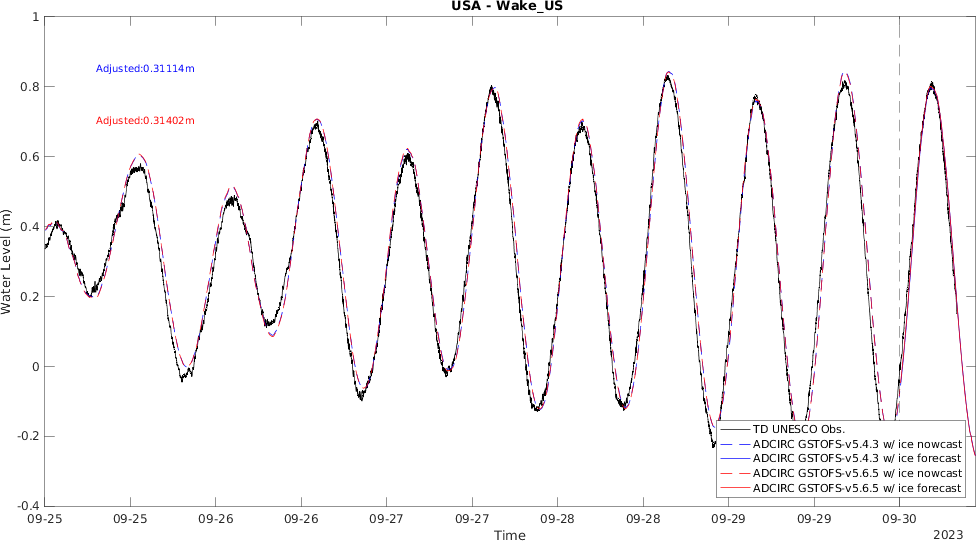 USA - Wake_US
Adjusted:0.31114m
Adjusted:0.31402m
Water Level (m)
1
0.8
0.6
0.4
0.2
0
-0.2
-0.4
TD UNESCO Obs.
ADCIRC GSTOFS-v5.4.3 w/ ice nowcast
ADCIRC GSTOFS-v5.4.3 w/ ice forecast
ADCIRC GSTOFS-v5.6.5 w/ ice nowcast
ADCIRC GSTOFS-v5.6.5 w/ ice forecast
09-25 09-25 09-26 09-26 09-27 09-27 09-28 09-28 09-29 09-29 09-30
Time
2023